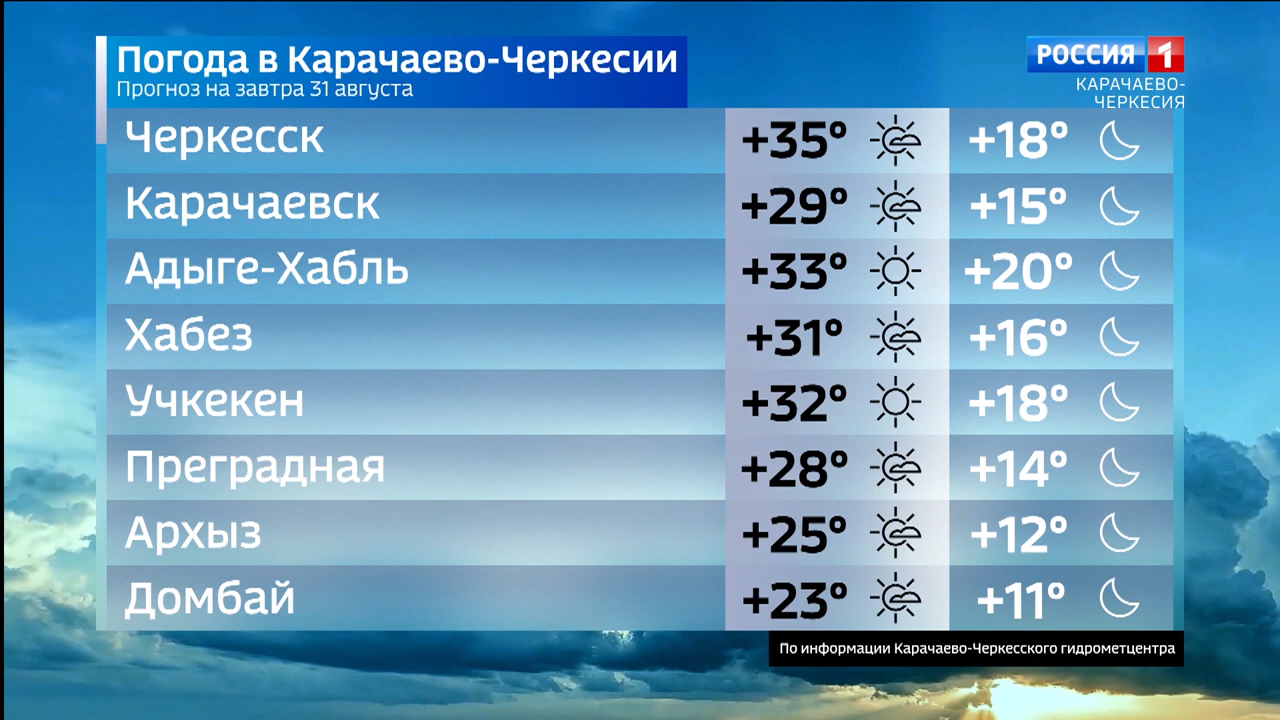 Погода в Карачаево-Черкесии
Прогноз на завтра 31 августа
РОССИЯ 1
КАРАЧАЕВО-
ЧЕРКЕСИЯ
Черкесск +35° +18°
Карачаевск +29° +15°
Адыге-Хабль +33° +20°
Хабез +31° +16°
Учкекен +32° +18°
Преградная +28° +14°
Архыз +25° +12°
Домбай +23° +11°
По информации Карачаево-Черкесского гидрометцентра